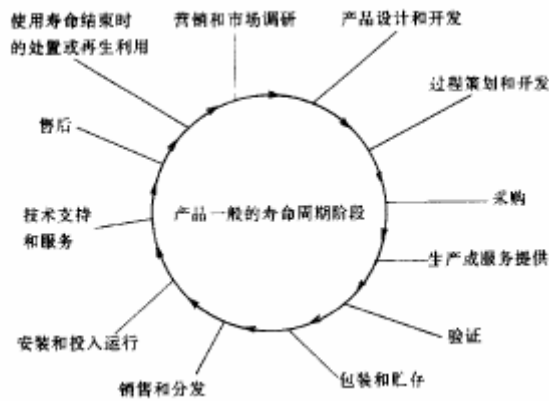 营销和市场调研
产品设计和开发
过程策划和开发
采购
生产或服务提供
验证
包装和贮存
销售和分发
安装和投入运行
技术支持
和服务
售后
使用寿命结束时
的处置或再生利用
产品一般的寿命周期阶段